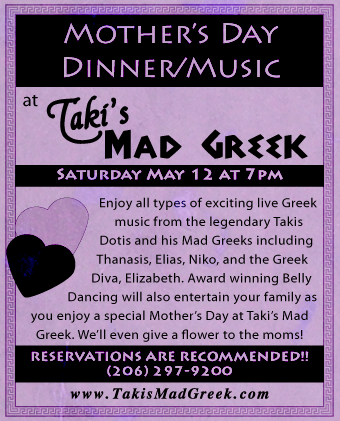 Mother's Day
Dinner/Music
at
Taki's
Mad Greek
Saturday May 12 at 7pm
Enjoy all types of exciting live Greek
music from the legendary Takis
Dotis and his Mad Greeks including
Thanasis, Elias, Niko, and the Greek
Diva, Elizabeth. Award winning Belly
Dancing will also entertain your family as
you enjoy a special Mother's Day at Taki's Mad
Greek. We'll even give a flower to the moms!
Reservations are recommended!!
(206) 297-9200
www.TakisMadGreek.com